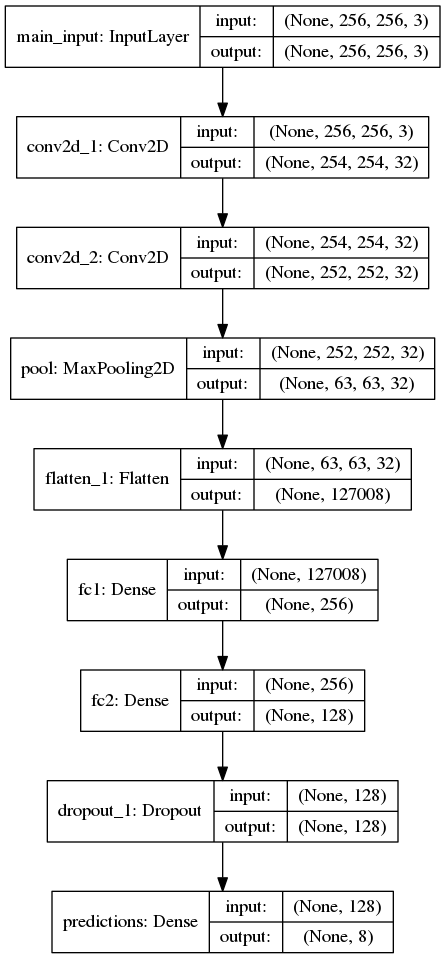 main_input: InputLayer
input: (None, 256, 256, 3)
output: (None, 256, 256, 3)
conv2d_1: Conv2D
input: (None, 256, 256, 3)
output: (None, 254, 254, 32)
conv2d_2: Conv2D
input: (None, 254, 254, 32)
output: (None, 252, 252, 32)
pool: MaxPooling2D
input: (None, 252, 252, 32)
output: (None, 63, 63, 32)
flatten_1: Flatten
input: (None, 63, 63, 32)
output: (None, 127008)
fc1: Dense
input: (None, 127008)
output: (None, 256)
fc2: Dense
input: (None, 256)
output: (None, 128)
dropout_1: Dropout
input: (None, 128)
output: (None, 128)
predictions: Dense
input: (None, 128)
output: (None, 8)